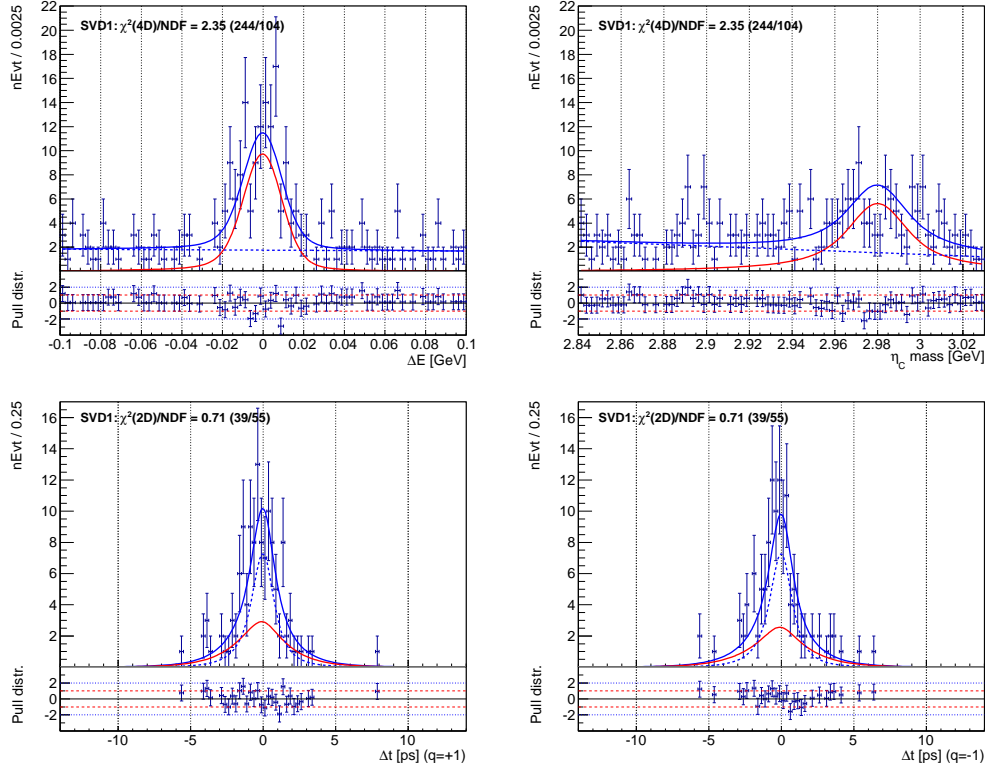 SVD1: χ²(4D)/NDF = 2.35 (244/104)
nEvt / 0.0025
22
20
18
16
14
12
10
8
6
4
2
Pull distr.
2
0
-2
-0.1 -0.08 -0.06 -0.04 -0.02 0 0.02 0.04 0.06 0.08 0.1
ΔE [GeV]
SVD1: χ²(4D)/NDF = 2.35 (244/104)
nEvt / 0.0025
22
20
18
16
14
12
10
8
6
4
2
Pull distr.
2
0
-2
2.84 2.86 2.88 2.9 2.92 2.94 2.96 2.98 3 3.02
η_C mass [GeV]
SVD1: χ²(2D)/NDF = 0.71 (39/55)
nEvt / 0.25
16
14
12
10
8
6
4
2
Pull distr.
2
0
-2
-10 -5 0 5 10
Δt [ps] (q=+1)
SVD1: χ²(2D)/NDF = 0.71 (39/55)
nEvt / 0.25
16
14
12
10
8
6
4
2
Pull distr.
2
0
-2
-10 -5 0 5 10
Δt [ps] (q=-1)